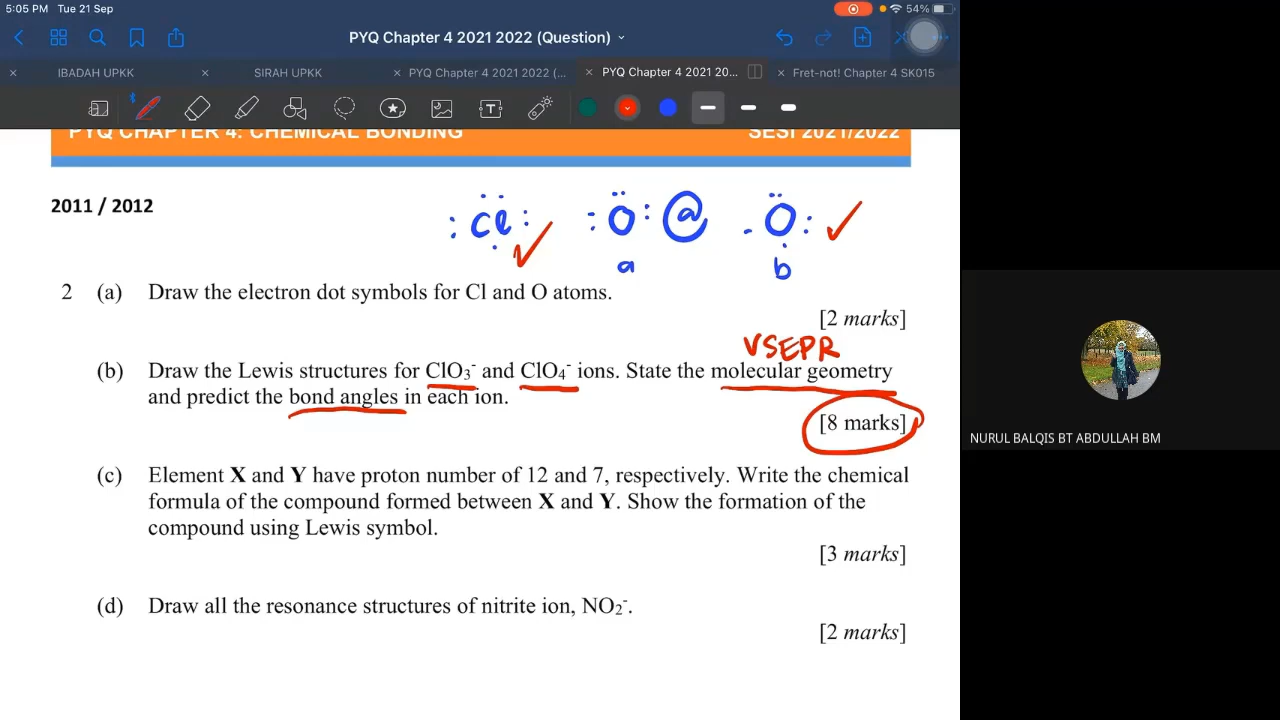 5:05 PM Tue 21 Sep
54%
PYQ Chapter 4 2021 2022 (Question)
IBADAH UPKK
SIRAH UPKK
PYQ Chapter 4 2021 2022 (...
PYQ Chapter 4 2021 20...
Fret-not! Chapter 4 SK015
PYQ CHAPTER 4: CHEMICAL BONDING SESI 2021/2022
2011 / 2012
Cl O @ O
a b
2 (a) Draw the electron dot symbols for Cl and O atoms.
[2 marks]
VSEPR
(b) Draw the Lewis structures for ClO₃⁻ and ClO₄⁻ ions. State the molecular geometry
and predict the bond angles in each ion.
[8 marks]
(c) Element X and Y have proton number of 12 and 7, respectively. Write the chemical
formula of the compound formed between X and Y. Show the formation of the
compound using Lewis symbol.
[3 marks]
(d) Draw all the resonance structures of nitrite ion, NO₂⁻.
[2 marks]
NURUL BALQIS BT ABDULLAH BM